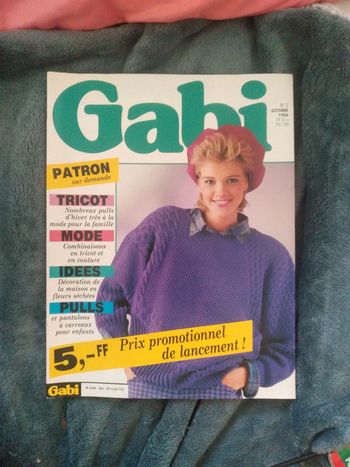 Gabi
N° 2
OCTOBRE
1986
PATRON
sur demande
TRICOT
Nombreux pulls
d'hiver très à la
mode pour la famille
MODE
Combinaisons
en tricot et
en couture
IDEES
Décoration de
la maison en
fleurs séchées
PULLS
et pantalons
à carreaux
pour enfants
5,-FF Prix promotionnel
de lancement !
Gabi